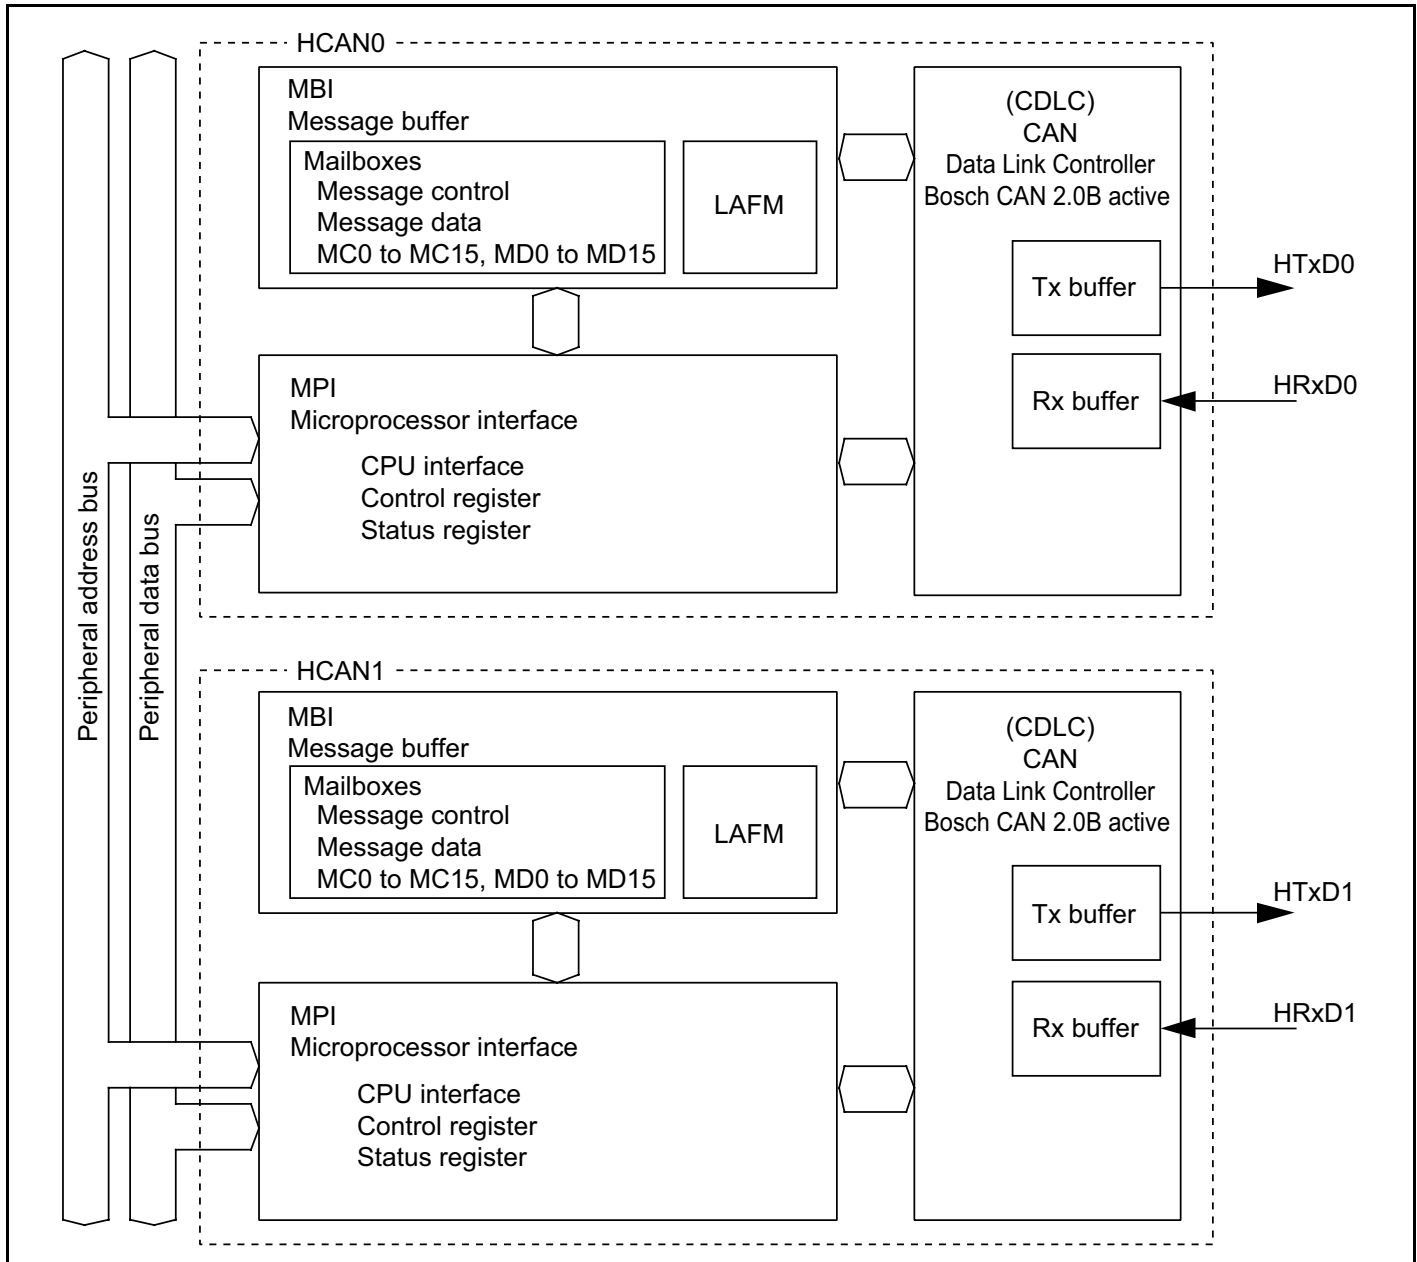 HCAN0
MBI
Message buffer
Mailboxes
Message control
Message data
MC0 to MC15, MD0 to MD15
LAFM
(CDLC)
CAN
Data Link Controller
Bosch CAN 2.0B active
Tx buffer
HTxD0
Rx buffer
HRxD0
MPI
Microprocessor interface
CPU interface
Control register
Status register
Peripheral address bus
Peripheral data bus
HCAN1
MBI
Message buffer
Mailboxes
Message control
Message data
MC0 to MC15, MD0 to MD15
LAFM
(CDLC)
CAN
Data Link Controller
Bosch CAN 2.0B active
Tx buffer
HTxD1
Rx buffer
HRxD1
MPI
Microprocessor interface
CPU interface
Control register
Status register